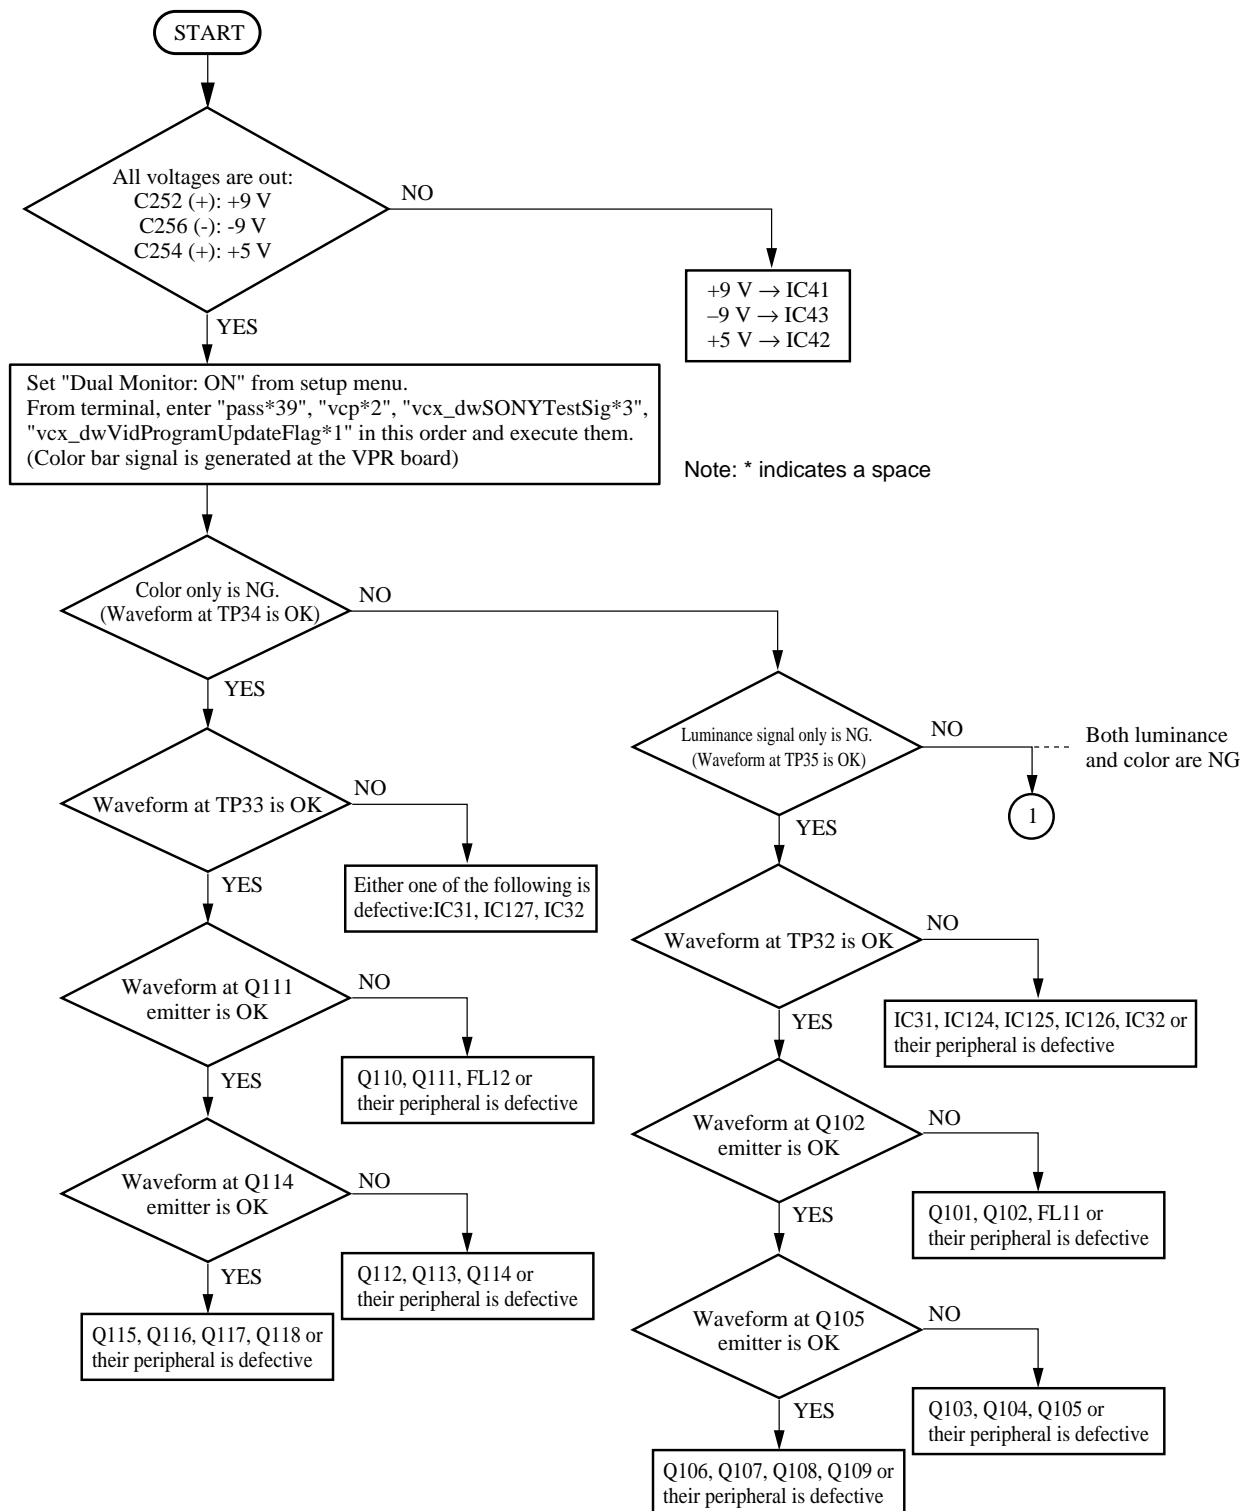 START
All voltages are out:
C252 (+): +9 V
C256 (-): -9 V
C254 (+): +5 V
NO
+9 V → IC41
–9 V → IC43
+5 V → IC42
YES
Set "Dual Monitor: ON" from setup menu.
From terminal, enter "pass*39", "vcp*2", "vcx_dwSONYTestSig*3",
"vcx_dwVidProgramUpdateFlag*1" in this order and execute them.
(Color bar signal is generated at the VPR board)
Note: * indicates a space
Color only is NG.
(Waveform at TP34 is OK)
NO
YES
Luminance signal only is NG.
(Waveform at TP35 is OK)
NO
Both luminance
and color are NG
1
YES
Waveform at TP33 is OK
NO
Either one of the following is
defective:IC31, IC127, IC32
YES
Waveform at TP32 is OK
NO
IC31, IC124, IC125, IC126, IC32 or
their peripheral is defective
YES
Waveform at Q111
emitter is OK
NO
Q110, Q111, FL12 or
their peripheral is defective
YES
Waveform at Q102
emitter is OK
NO
Q101, Q102, FL11 or
their peripheral is defective
YES
Waveform at Q114
emitter is OK
NO
Q112, Q113, Q114 or
their peripheral is defective
YES
Q115, Q116, Q117, Q118 or
their peripheral is defective
Waveform at Q105
emitter is OK
NO
Q103, Q104, Q105 or
their peripheral is defective
YES
Q106, Q107, Q108, Q109 or
their peripheral is defective